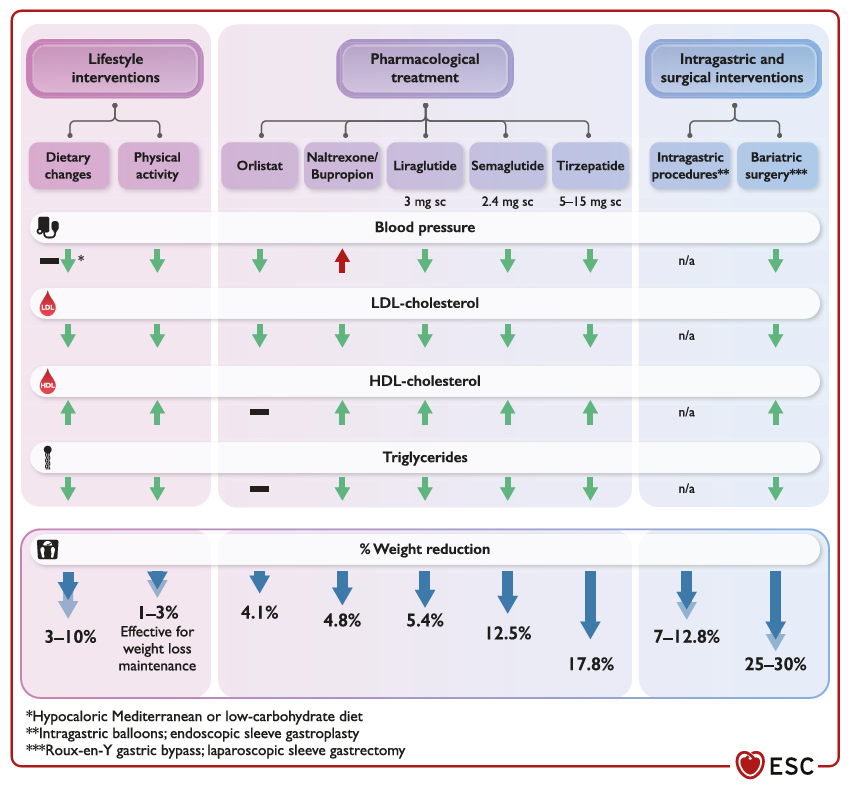 Lifestyle
interventions
Pharmacological
treatment
Intragastric and
surgical interventions
Dietary
changes
Physical
activity
Orlistat
Naltrexone/
Bupropion
Liraglutide
Semaglutide
Tirzepatide
Intragastric
procedures**
Bariatric
surgery***
3 mg sc
2.4 mg sc
5–15 mg sc
Blood pressure
*
n/a
LDL
LDL-cholesterol
n/a
HDL
HDL-cholesterol
n/a
Triglycerides
n/a
% Weight reduction
3–10%
1–3%
Effective for
weight loss
maintenance
4.1%
4.8%
5.4%
12.5%
17.8%
7–12.8%
25–30%
*Hypocaloric Mediterranean or low-carbohydrate diet
**Intragastric balloons; endoscopic sleeve gastroplasty
***Roux-en-Y gastric bypass; laparoscopic sleeve gastrectomy
ESC